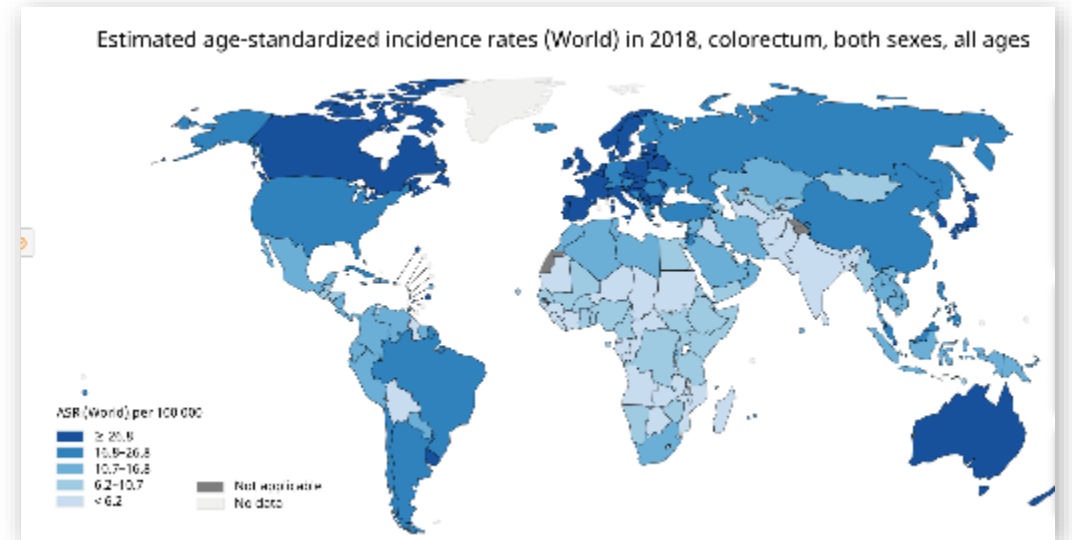 Estimated age-standardized incidence rates (World) in 2018, colorectum, both sexes, all ages
ASR (World) per 100 000
≥ 26.8
16.8–26.8
10.7–16.8
6.2–10.7
< 6.2
Not applicable
No data